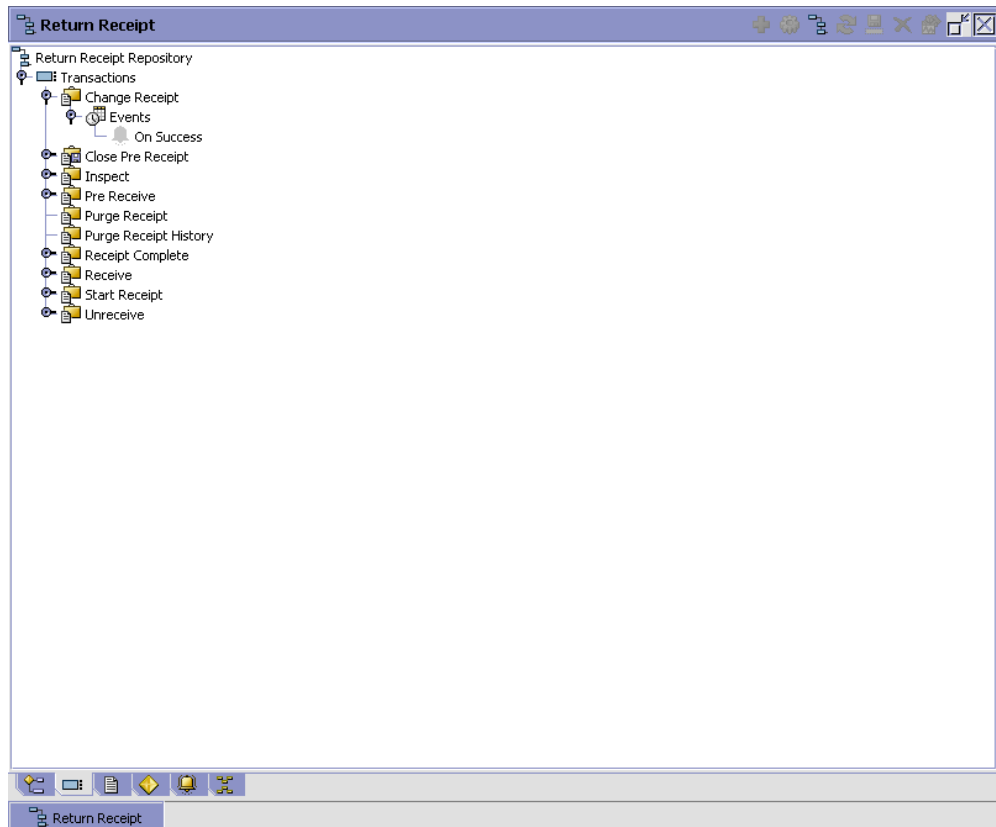 Return Receipt
Return Receipt Repository
Transactions
Change Receipt
Events
On Success
Close Pre Receipt
Inspect
Pre Receive
Purge Receipt
Purge Receipt History
Receipt Complete
Receive
Start Receipt
Unreceive
Return Receipt